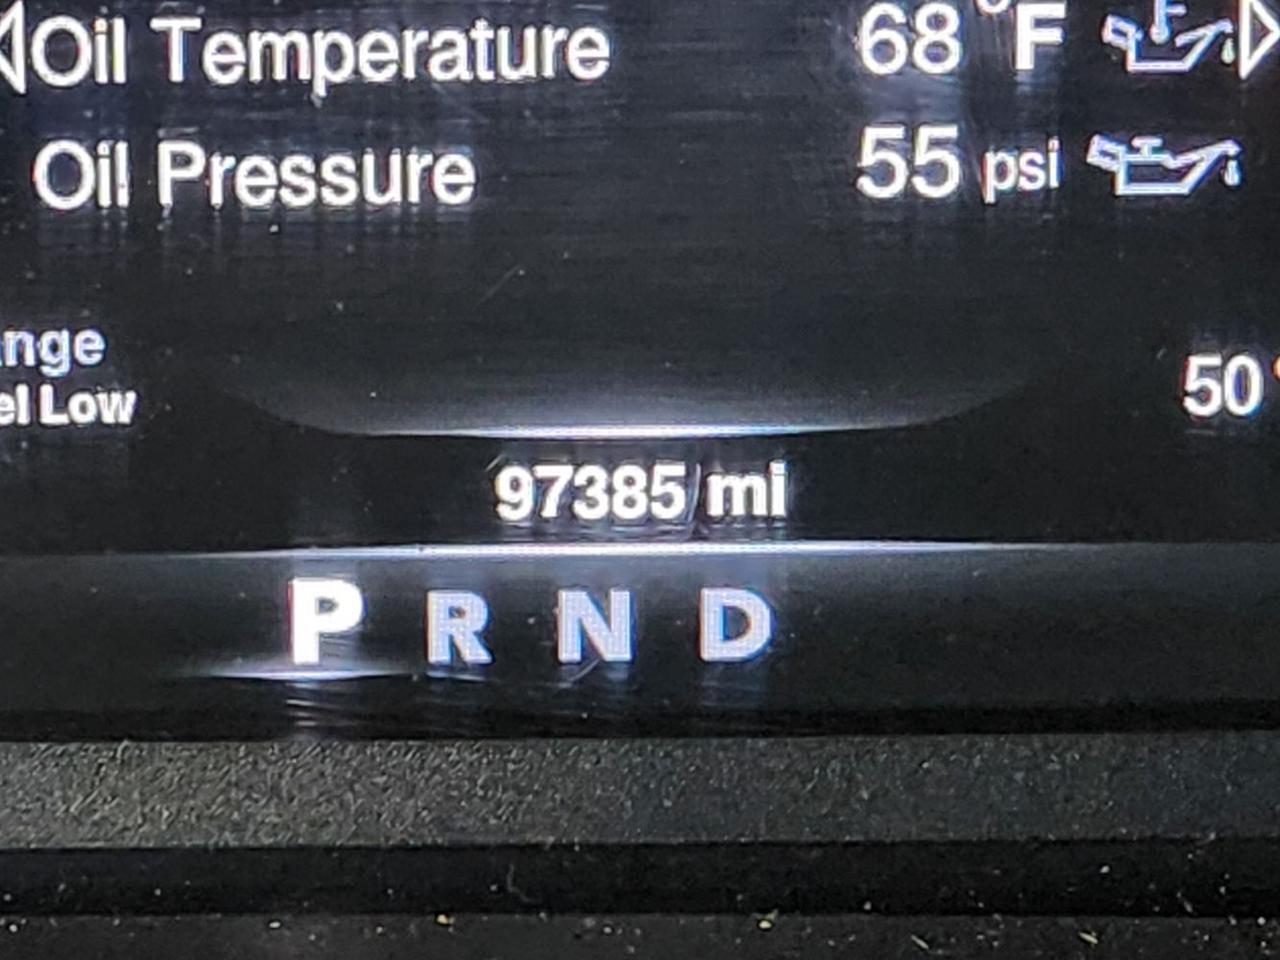 Oil Temperature 68 °F
Oil Pressure 55 psi
nge
el Low
50
97385 mi
P R N D